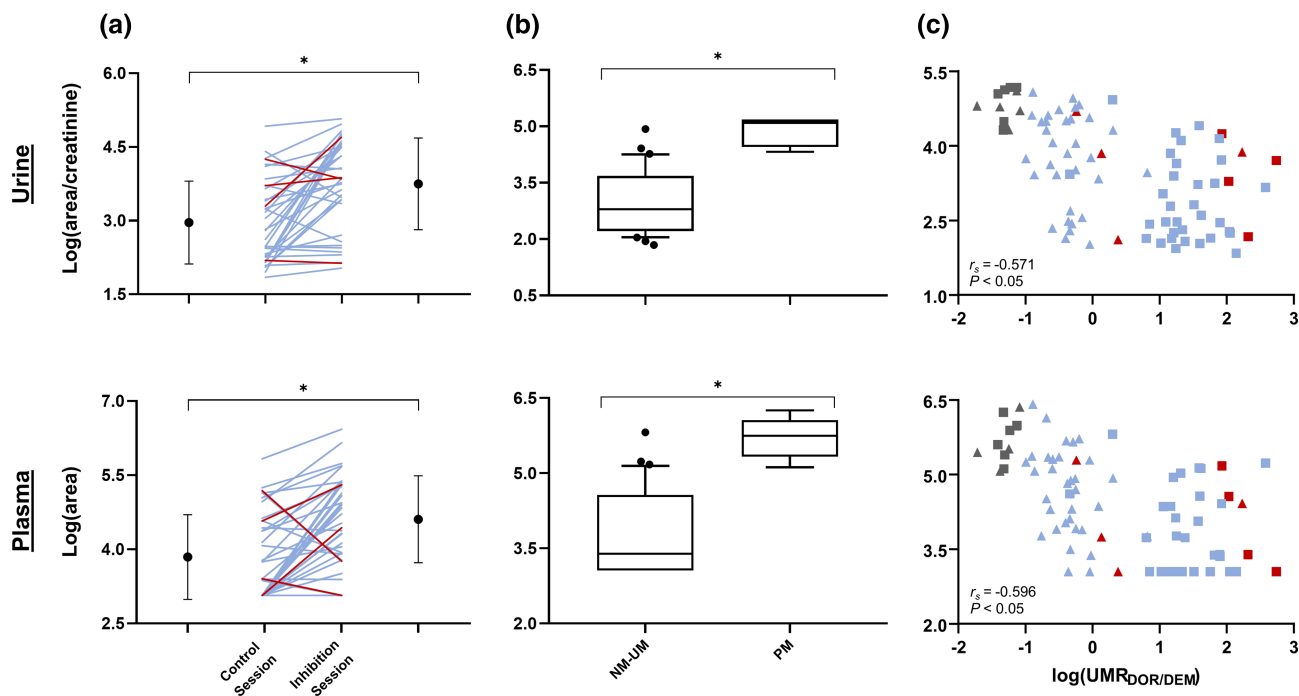 (a)
(b)
(c)
Urine
Log(area/creatinine)
6.0
4.5
3.0
1.5
*
6.5
5.0
3.5
2.0
0.5
*
5.5
4.0
2.5
1.0
-2
-1
0
1
2
3
rs = -0.571
P < 0.05
Plasma
Log(area)
7.0
5.5
4.0
2.5
*
Control
Session
Inhibition
Session
6.5
5.0
3.5
2.0
*
NM-UM
PM
6.5
5.0
3.5
2.0
-2
-1
0
1
2
3
rs = -0.596
P < 0.05
log(UMRDOR/DEM)